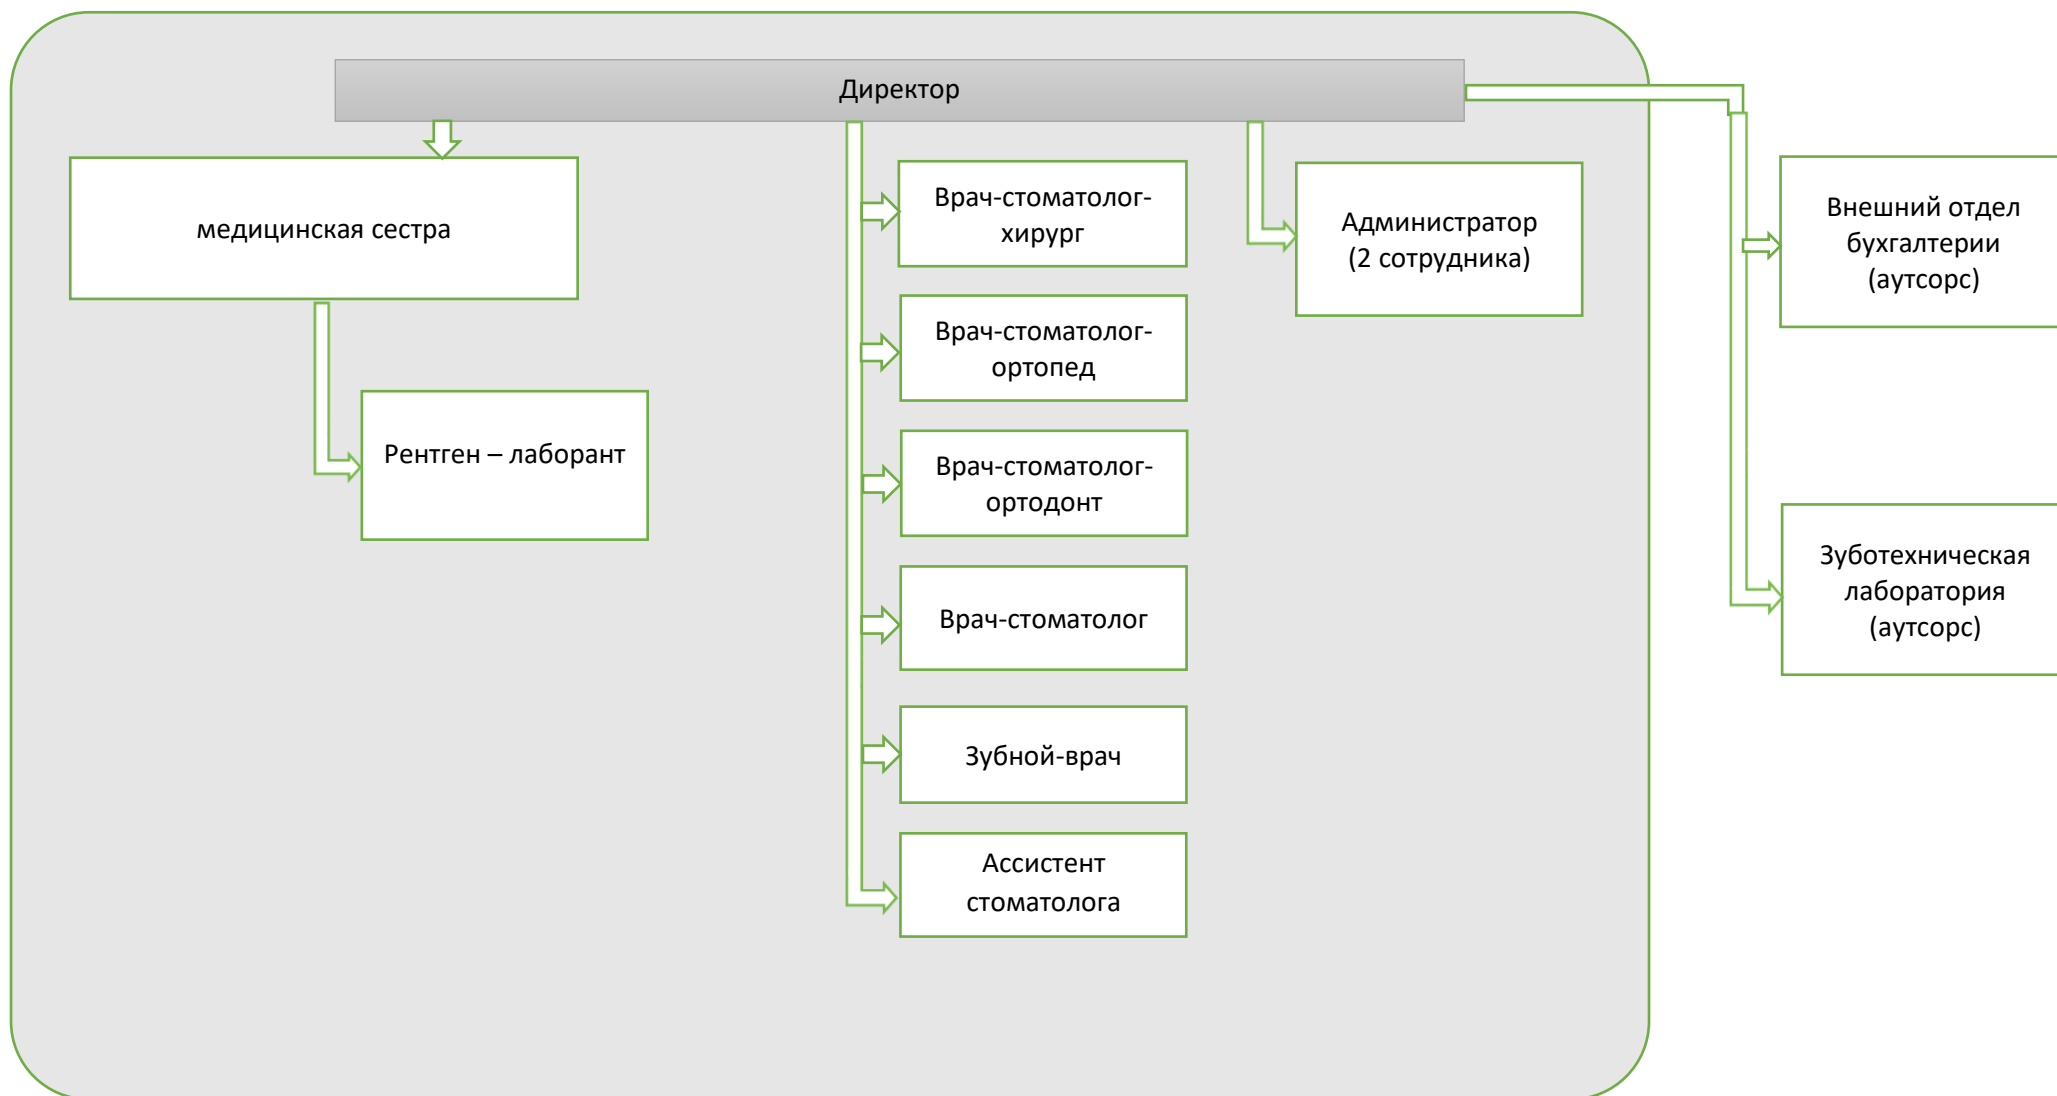 Директор
медицинская сестра
Рентген – лаборант
Врач-стоматолог-
хирург
Врач-стоматолог-
ортопед
Врач-стоматолог-
ортодонт
Врач-стоматолог
Зубной-врач
Ассистент
стоматолога
Администратор
(2 сотрудника)
Внешний отдел
бухгалтерии
(аутсорс)
Зуботехническая
лаборатория
(аутсорс)